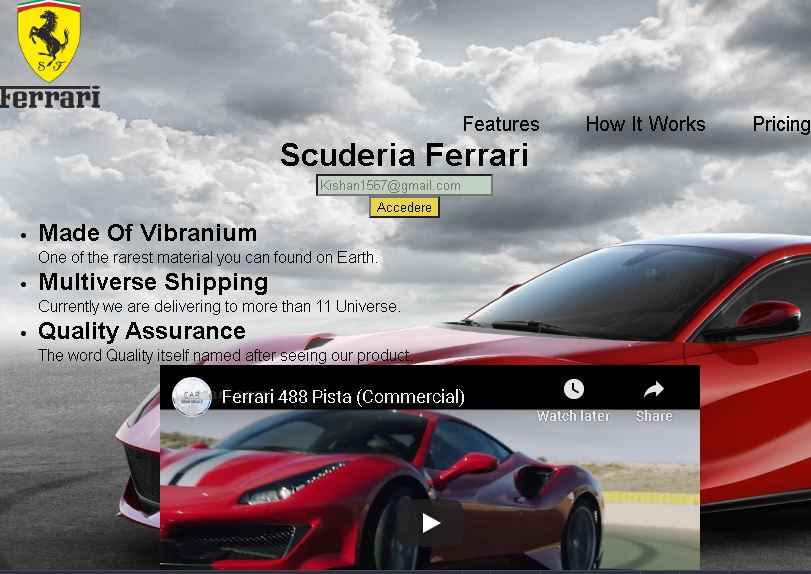 S F
Ferrari
Features How It Works Pricing
Scuderia Ferrari
Kishan1567@gmail.com
Accedere
Made Of Vibranium
One of the rarest material you can found on Earth.
Multiverse Shipping
Currently we are delivering to more than 11 Universe.
Quality Assurance
The word Quality itself named after seeing our product.
CAR
Ferrari 488 Pista (Commercial)
Watch later Share